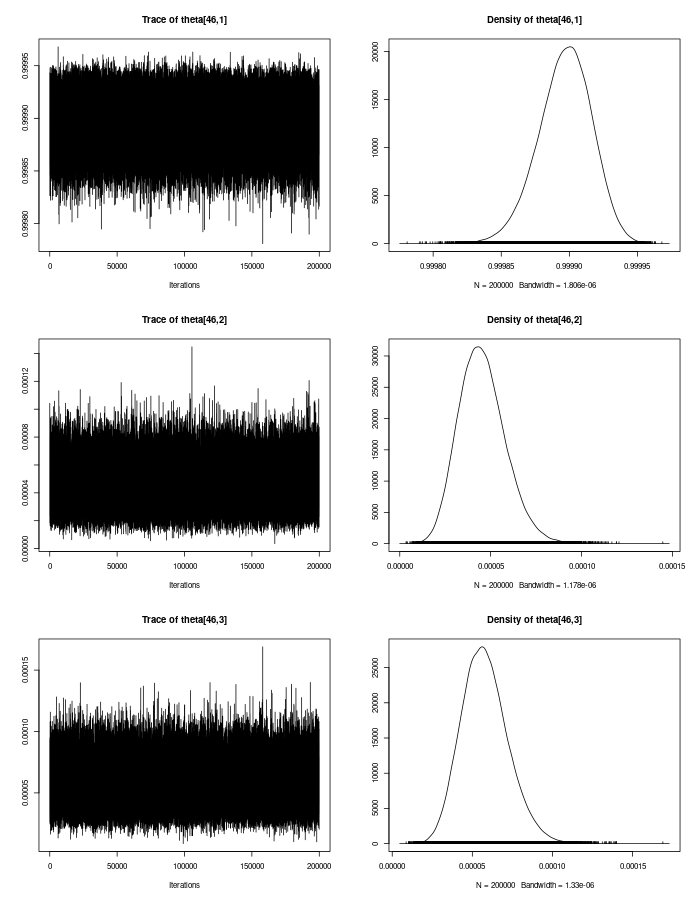 Trace of theta[46,1]
0.99980 0.99985 0.99990 0.99995
0 50000 100000 150000 200000
Iterations
Density of theta[46,1]
0 5000 10000 15000 20000
0.99980 0.99985 0.99990 0.99995
N = 200000 Bandwidth = 1.806e-06
Trace of theta[46,2]
0.00000 0.00004 0.00008 0.00012
0 50000 100000 150000 200000
Iterations
Density of theta[46,2]
0 5000 10000 15000 20000 25000 30000
0.00000 0.00005 0.00010 0.00015
N = 200000 Bandwidth = 1.178e-06
Trace of theta[46,3]
0.00005 0.00010 0.00015
0 50000 100000 150000 200000
Iterations
Density of theta[46,3]
0 5000 10000 15000 20000 25000
0.00000 0.00005 0.00010 0.00015
N = 200000 Bandwidth = 1.33e-06